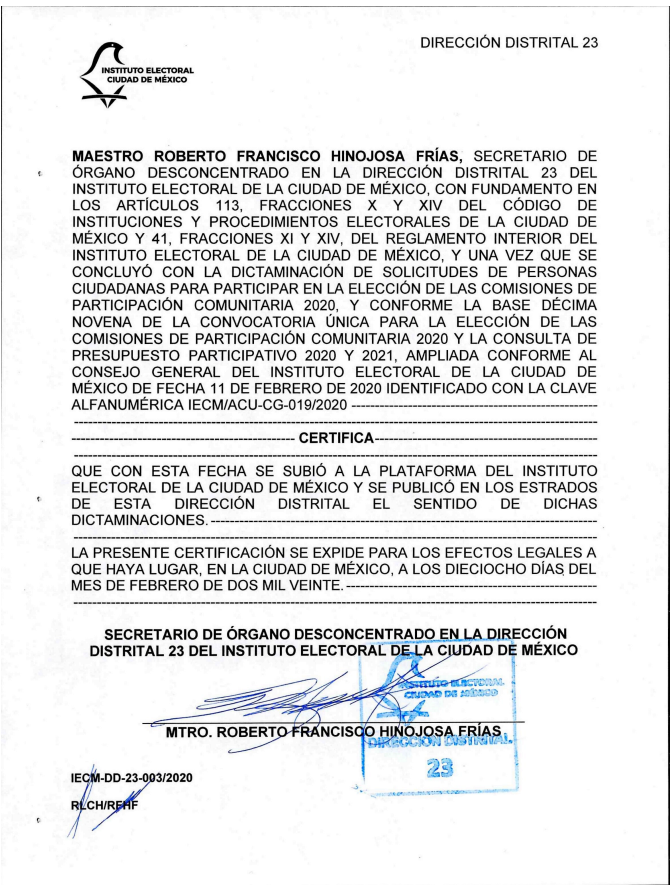 DIRECCIÓN DISTRITAL 23
INSTITUTO ELECTORAL
CIUDAD DE MÉXICO
MAESTRO ROBERTO FRANCISCO HINOJOSA FRÍAS, SECRETARIO DE
ÓRGANO DESCONCENTRADO EN LA DIRECCIÓN DISTRITAL 23 DEL
INSTITUTO ELECTORAL DE LA CIUDAD DE MÉXICO, CON FUNDAMENTO EN
LOS ARTÍCULOS 113, FRACCIONES X Y XIV DEL CÓDIGO DE
INSTITUCIONES Y PROCEDIMIENTOS ELECTORALES DE LA CIUDAD DE
MÉXICO Y 41, FRACCIONES XI Y XIV, DEL REGLAMENTO INTERIOR DEL
INSTITUTO ELECTORAL DE LA CIUDAD DE MÉXICO, Y UNA VEZ QUE SE
CONCLUYÓ CON LA DICTAMINACIÓN DE SOLICITUDES DE PERSONAS
CIUDADANAS PARA PARTICIPAR EN LA ELECCIÓN DE LAS COMISIONES DE
PARTICIPACIÓN COMUNITARIA 2020, Y CONFORME LA BASE DÉCIMA
NOVENA DE LA CONVOCATORIA ÚNICA PARA LA ELECCIÓN DE LAS
COMISIONES DE PARTICIPACIÓN COMUNITARIA 2020 Y LA CONSULTA DE
PRESUPUESTO PARTICIPATIVO 2020 Y 2021, AMPLIADA CONFORME AL
CONSEJO GENERAL DEL INSTITUTO ELECTORAL DE LA CIUDAD DE
MÉXICO DE FECHA 11 DE FEBRERO DE 2020 IDENTIFICADO CON LA CLAVE
ALFANUMÉRICA IECM/ACU-CG-019/2020 ----------------------------------------
---------------------------------------- CERTIFICA----------------------------------------
QUE CON ESTA FECHA SE SUBIÓ A LA PLATAFORMA DEL INSTITUTO
ELECTORAL DE LA CIUDAD DE MÉXICO Y SE PUBLICÓ EN LOS ESTRADOS
DE ESTA DIRECCIÓN DISTRITAL EL SENTIDO DE DICHAS
DICTAMINACIONES. ----------------------------------------
LA PRESENTE CERTIFICACIÓN SE EXPIDE PARA LOS EFECTOS LEGALES A
QUE HAYA LUGAR, EN LA CIUDAD DE MÉXICO, A LOS DIECIOCHO DÍAS DEL
MES DE FEBRERO DE DOS MIL VEINTE. ----------------------------------------
SECRETARIO DE ÓRGANO DESCONCENTRADO EN LA DIRECCIÓN
DISTRITAL 23 DEL INSTITUTO ELECTORAL DE LA CIUDAD DE MÉXICO
INSTITUTO ELECTORAL
CIUDAD DE MÉXICO
MTRO. ROBERTO FRANCISCO HINOJOSA FRÍAS
DIRECCIÓN DISTRITAL
23
IECM-DD-23-003/2020
RLCH/RFHF